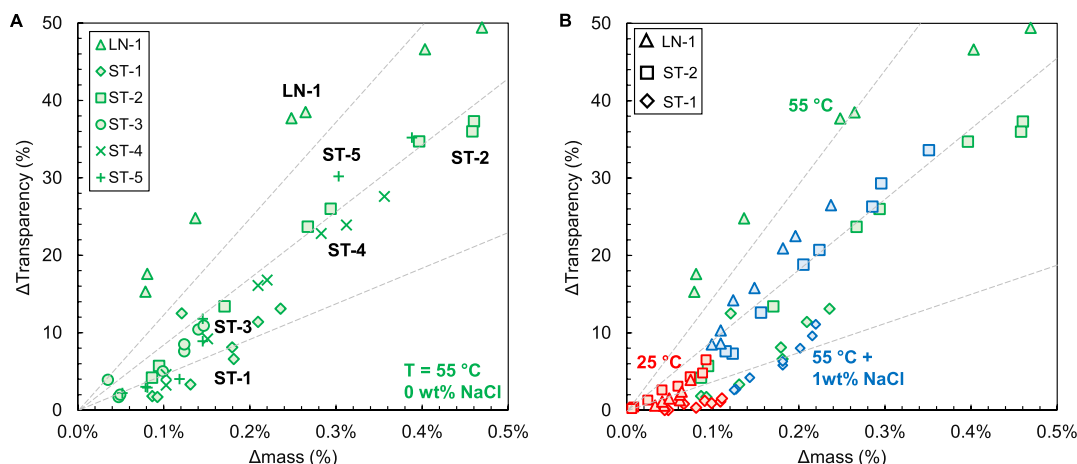 A
ΔTransparency (%)
50
40
30
20
10
0
0.0%
0.1%
0.2%
0.3%
0.4%
0.5%
Δmass (%)
LN-1
ST-1
ST-2
ST-3
ST-4
ST-5
LN-1
ST-5
ST-2
ST-4
ST-3
ST-1
T = 55 °C
0 wt% NaCl
B
ΔTransparency (%)
50
40
30
20
10
0
0.0%
0.1%
0.2%
0.3%
0.4%
0.5%
Δmass (%)
LN-1
ST-2
ST-1
55 °C
25 °C
55 °C +
1wt% NaCl